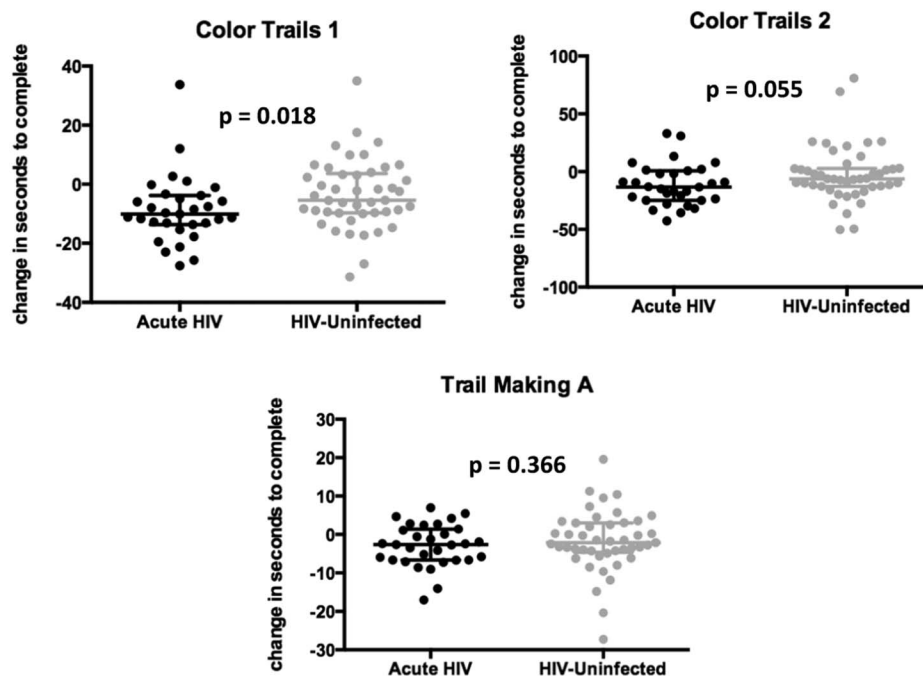 Color Trails 1
change in seconds to complete
40
20
0
-20
-40
p = 0.018
Acute HIV
HIV-Uninfected
Color Trails 2
change in seconds to complete
100
50
0
-50
-100
p = 0.055
Acute HIV
HIV-Uninfected
Trail Making A
change in seconds to complete
30
20
10
0
-10
-20
-30
p = 0.366
Acute HIV
HIV-Uninfected